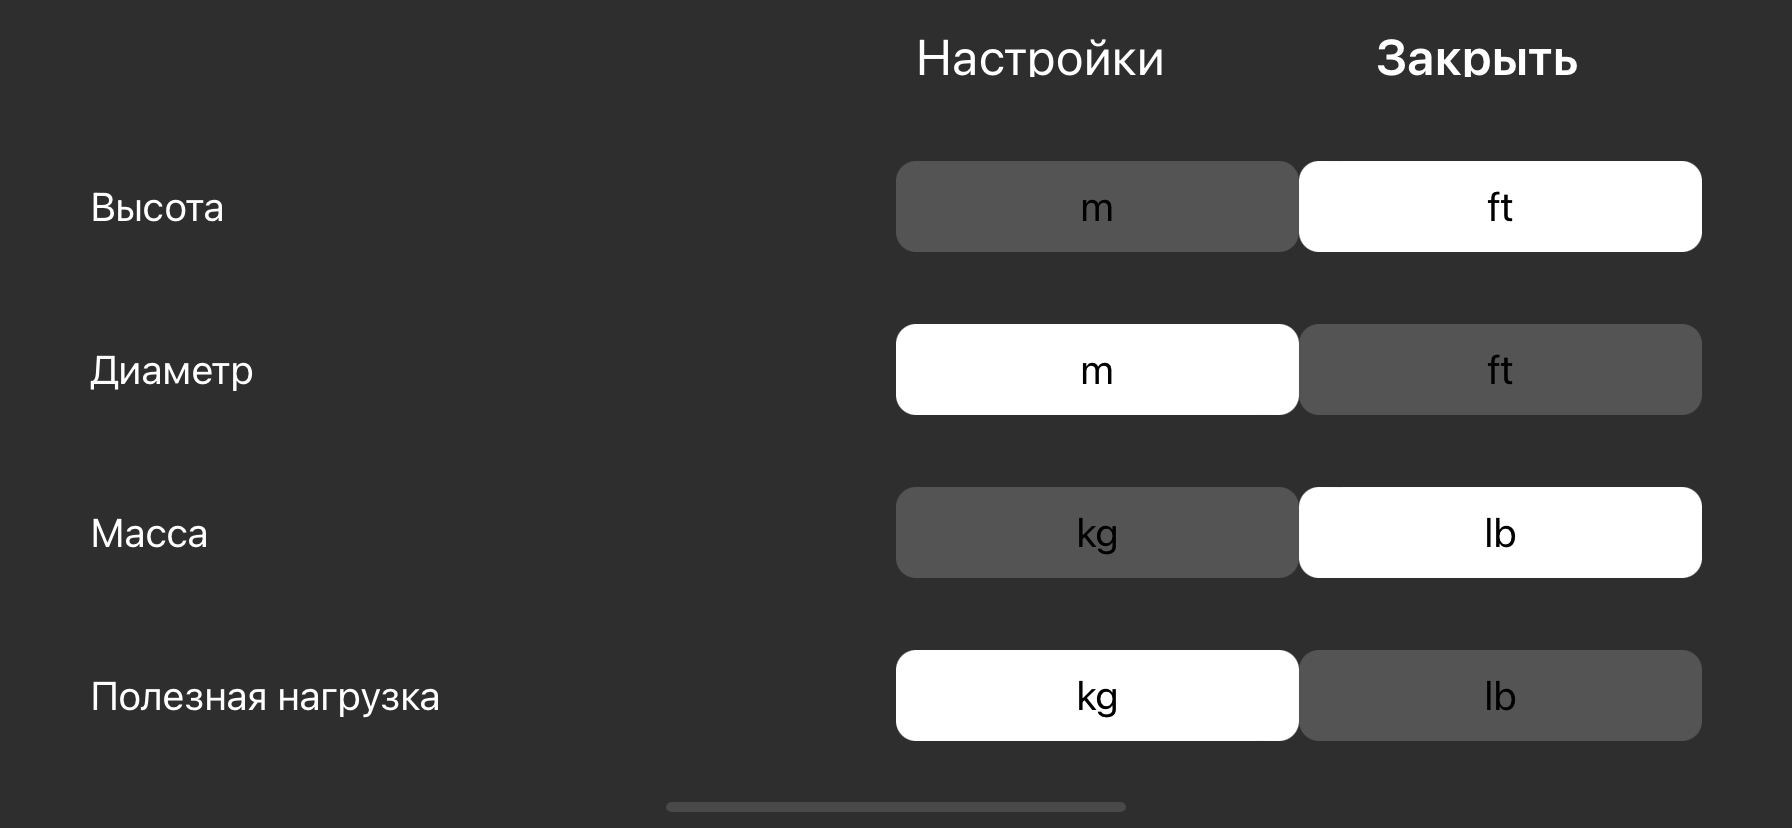 Настройки Закрыть
Высота m ft
Диаметр m ft
Масса kg lb
Полезная нагрузка kg lb